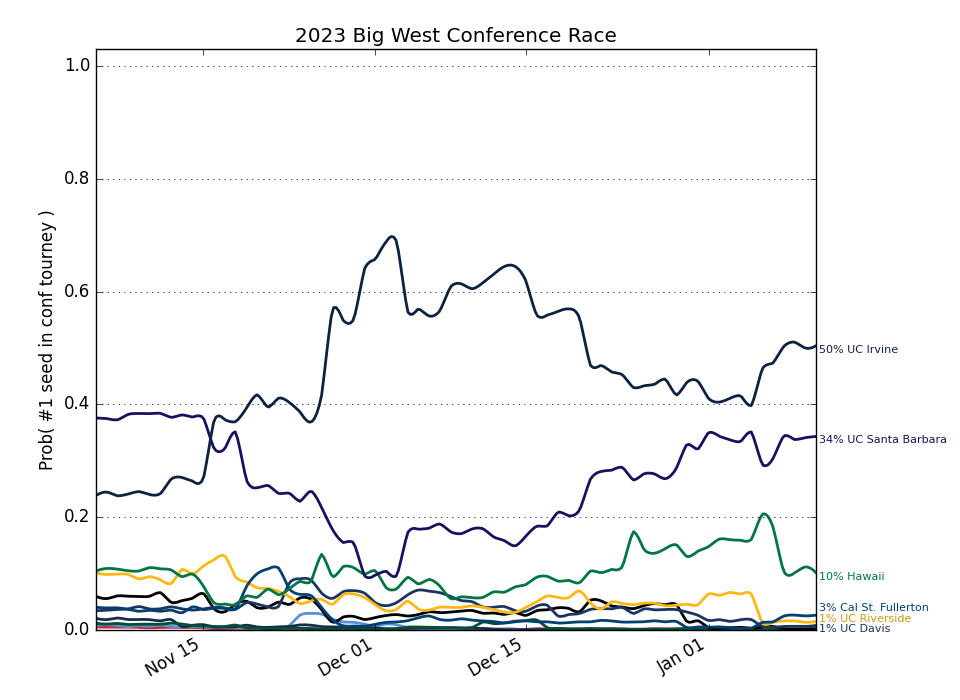 2023 Big West Conference Race
Prob( #1 seed in conf tourney )
1.0
0.8
0.6
0.4
0.2
0.0
Nov 15
Dec 01
Dec 15
Jan 01
50% UC Irvine
34% UC Santa Barbara
10% Hawaii
3% Cal St. Fullerton
1% UC Riverside
1% UC Davis